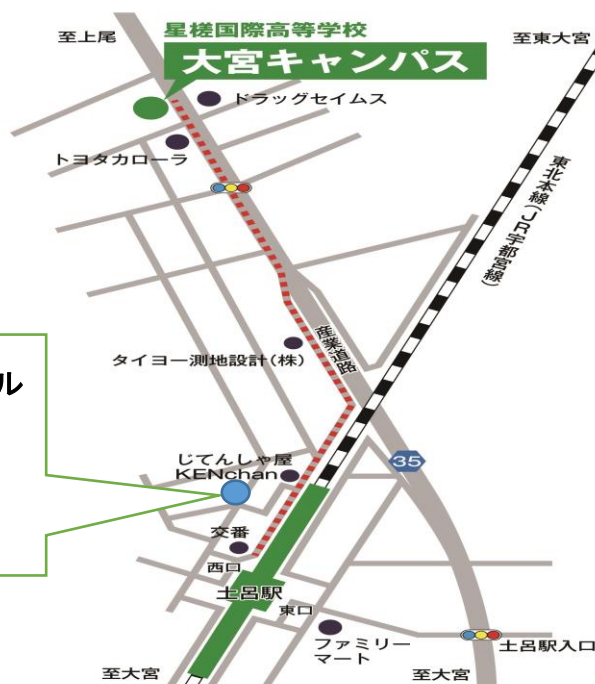 至上尾
星槎国際高等学校
至東大宮
大宮キャンパス
ドラッグセイムス
トヨタカローラ
東北本線(JR宇都宮線)
産業道路
タイヨー測地設計(株)
ル
じてんしゃ屋
KENchan
35
交番
西口
土呂駅
東口
ファミリー
マート
土呂駅入口
至大宮
至大宮